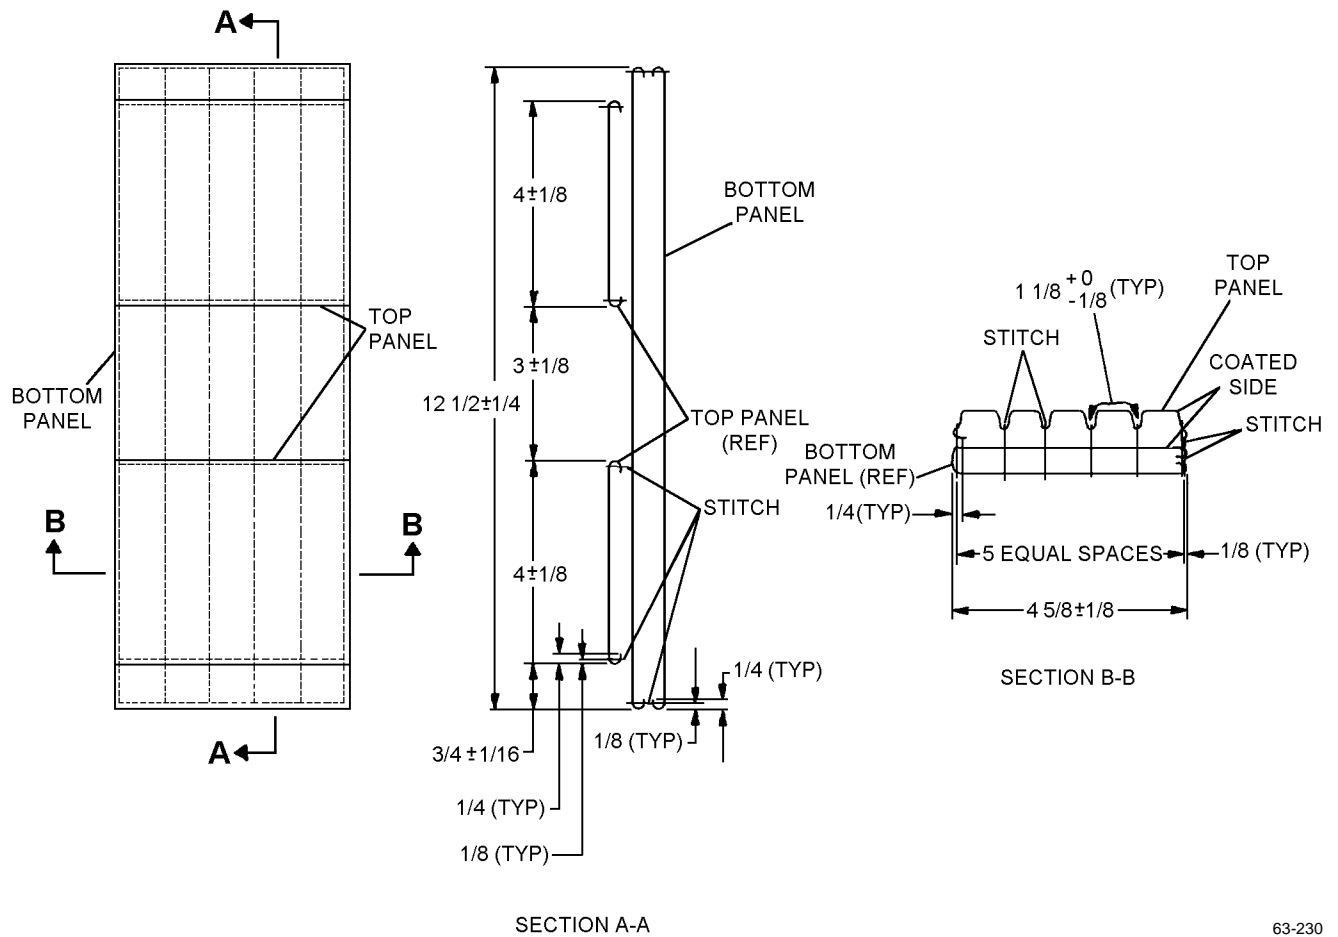 A
BOTTOM
PANEL
TOP
PANEL
B
B
A
4±1/8
3±1/8
12 1/2±1/4
4±1/8
3/4±1/16
1/4 (TYP)
1/8 (TYP)
BOTTOM
PANEL
TOP PANEL
(REF)
STITCH
1/4 (TYP)
1/8 (TYP)
SECTION A-A
1 1/8 +0 -1/8 (TYP)
TOP
PANEL
STITCH
COATED
SIDE
STITCH
BOTTOM
PANEL (REF)
1/4(TYP)
5 EQUAL SPACES
1/8 (TYP)
4 5/8±1/8
SECTION B-B
63-230